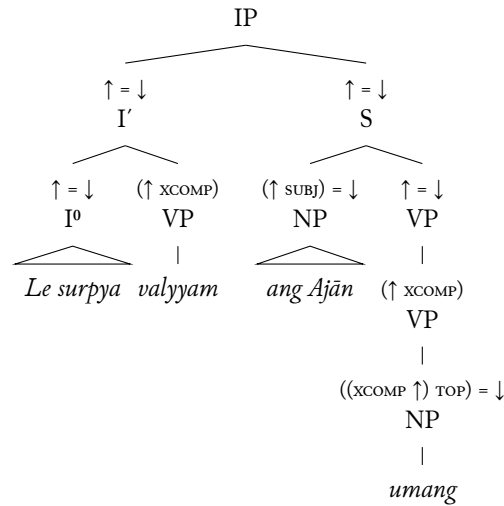 IP
↑ = ↓ ↑ = ↓
I′ S
↑ = ↓ (↑ XCOMP) (↑ SUBJ) = ↓ ↑ = ↓
I⁰ VP NP VP
Le surpya valyyam ang Ajān (↑ XCOMP)
VP
((XCOMP ↑) TOP) = ↓
NP
umang